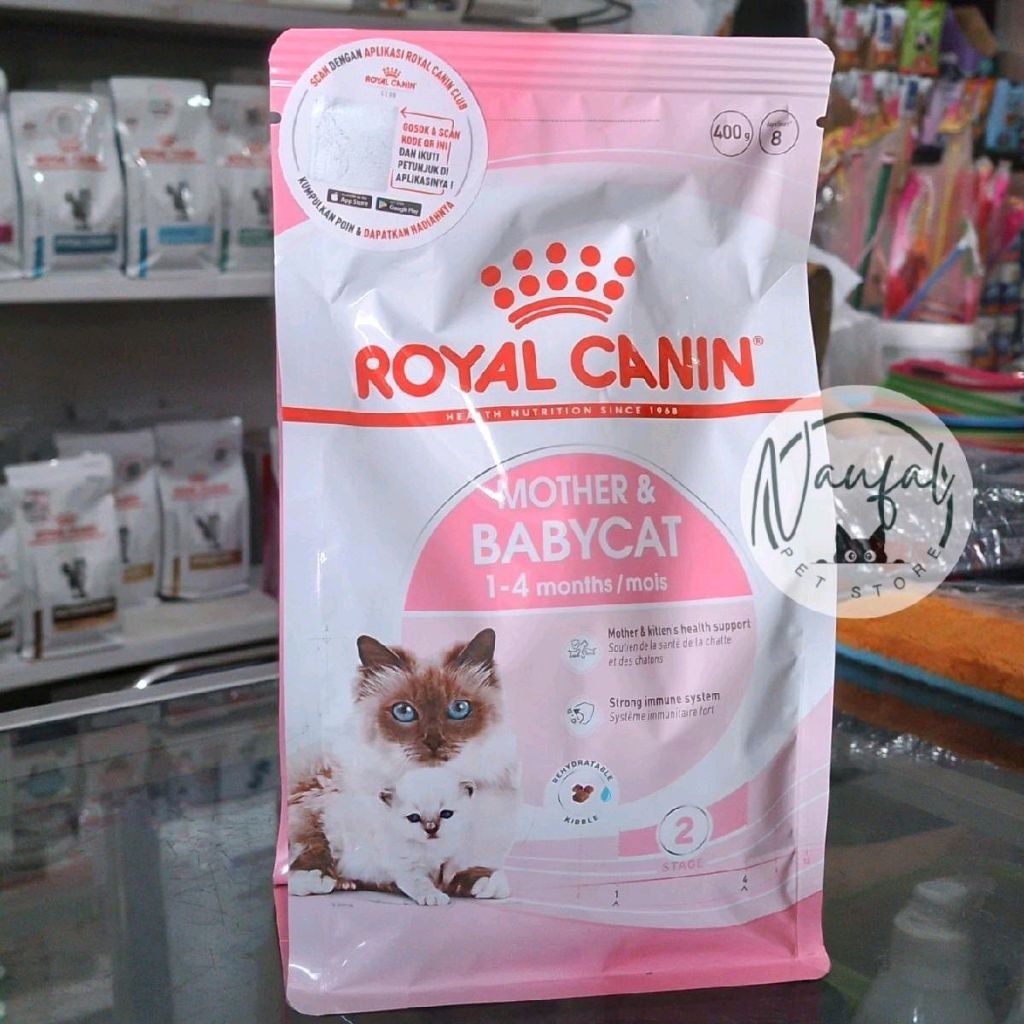 SCAN DENGAN APLIKASI ROYAL CANIN CLUB
ROYAL CANIN
CLUB
GOSOK & SCAN
KODE QR INI
DAN IKUTI
PETUNJUK DI
APLIKASINYA !
App Store
Google Play
KUMPULKAN POIN & DAPATKAN HADIAHNYA
400 g
8
ROYAL CANIN®
HEALTH NUTRITION SINCE 1968
MOTHER &
BABYCAT
1-4 months/mois
Mother & kitten's health support
Soutien de la santé de la chatte
et des chatons
Strong immune system
Système immunitaire fort
REHYDRATABLE
KIBBLE
2
STAGE
1
4
Naufal
PET STORE